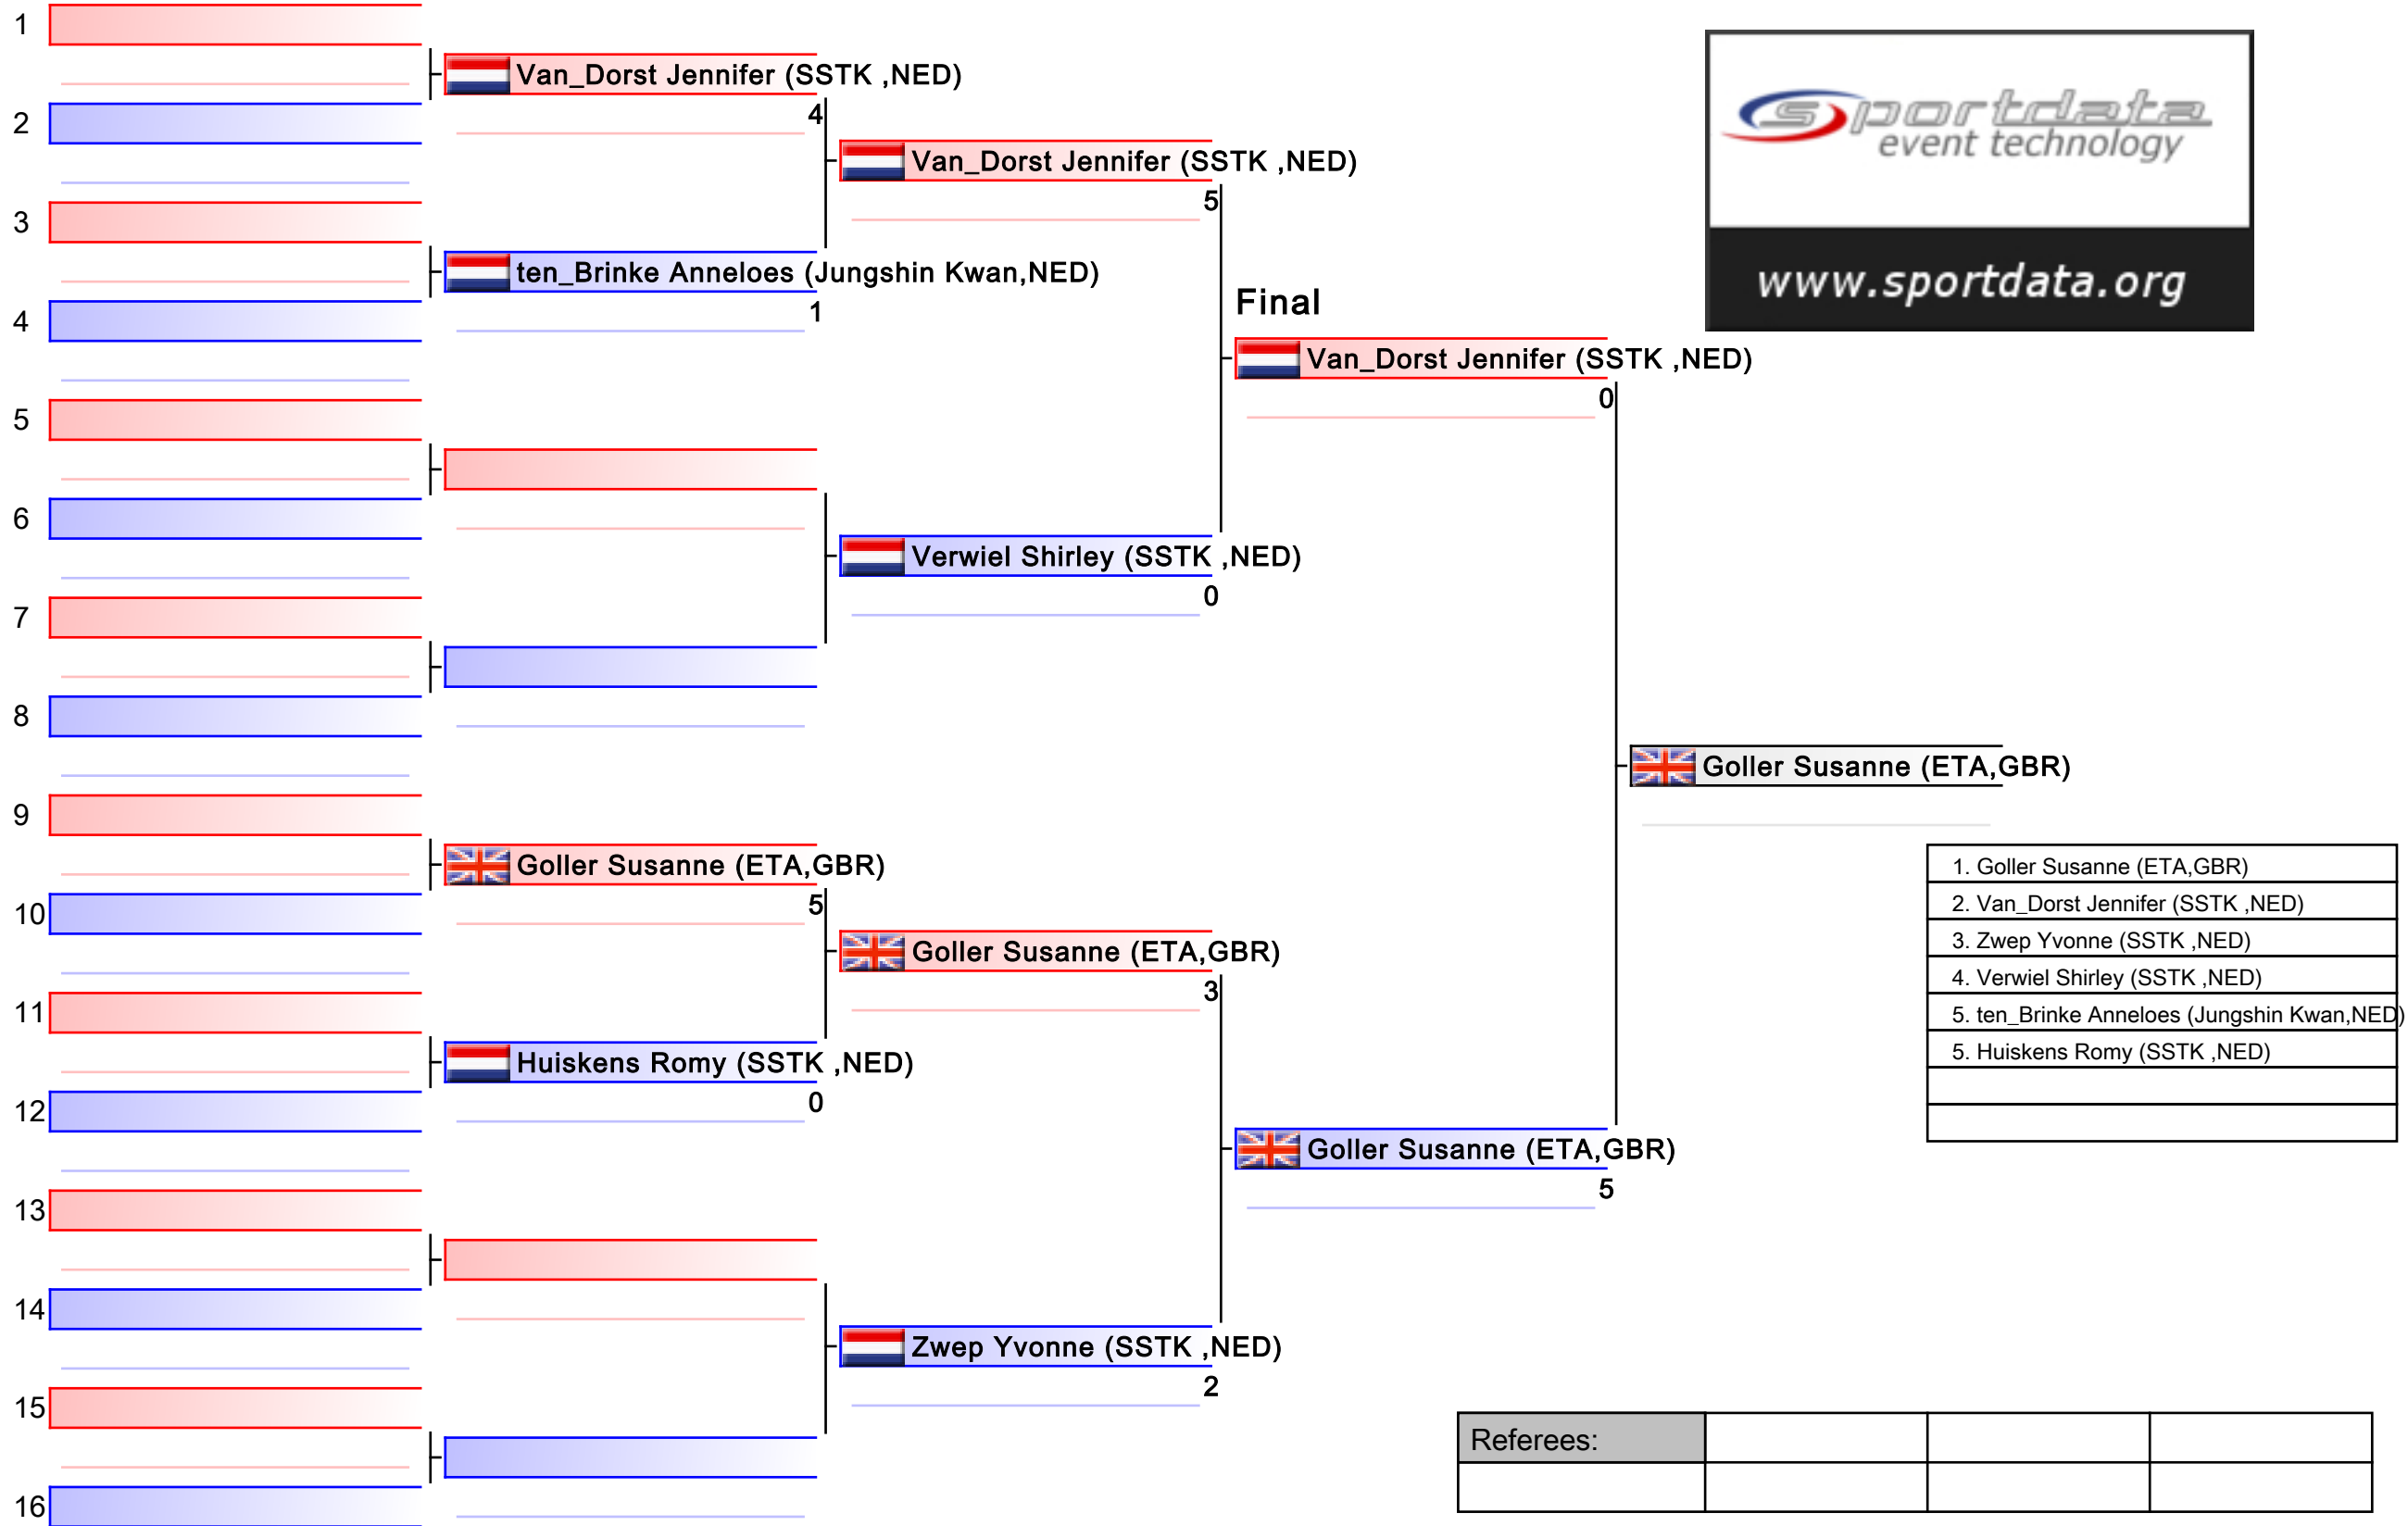 1
Van_Dorst Jennifer (SSTK ,NED)
4
2
Van_Dorst Jennifer (SSTK ,NED)
5
3
ten_Brinke Anneloes (Jungshin Kwan,NED)
1
4
sportdata
event technology
www.sportdata.org
Final
Van_Dorst Jennifer (SSTK ,NED)
0
5
6
Verwiel Shirley (SSTK ,NED)
0
7
8
Goller Susanne (ETA,GBR)
9
Goller Susanne (ETA,GBR)
5
10
Goller Susanne (ETA,GBR)
3
11
Huiskens Romy (SSTK ,NED)
0
12
1. Goller Susanne (ETA,GBR)
2. Van_Dorst Jennifer (SSTK ,NED)
3. Zwep Yvonne (SSTK ,NED)
4. Verwiel Shirley (SSTK ,NED)
5. ten_Brinke Anneloes (Jungshin Kwan,NED)
5. Huiskens Romy (SSTK ,NED)
Goller Susanne (ETA,GBR)
5
13
14
Zwep Yvonne (SSTK ,NED)
2
15
16
Referees: